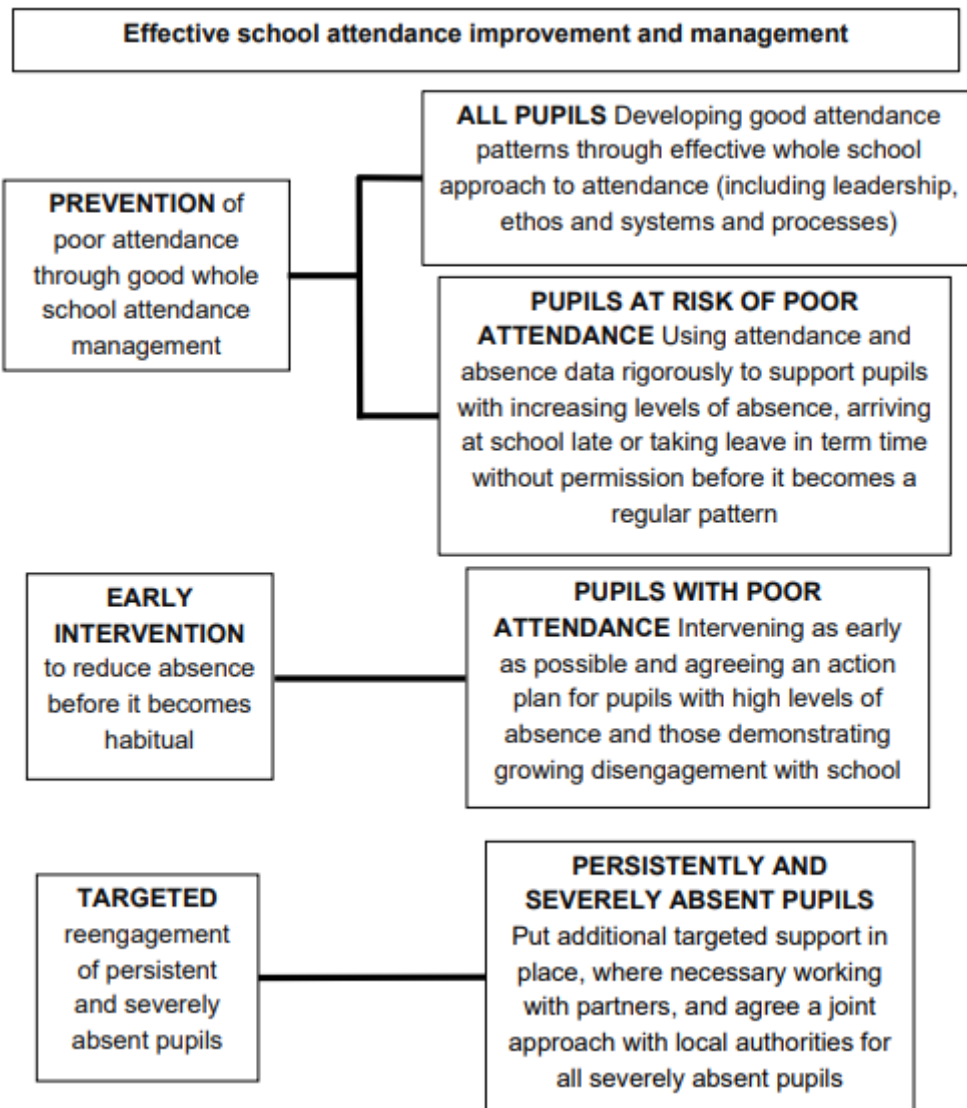 Effective school attendance improvement and management
ALL PUPILS Developing good attendance
patterns through effective whole school
approach to attendance (including leadership,
ethos and systems and processes)
PREVENTION of
poor attendance
through good whole
school attendance
management
PUPILS AT RISK OF POOR
ATTENDANCE Using attendance and
absence data rigorously to support pupils
with increasing levels of absence, arriving
at school late or taking leave in term time
without permission before it becomes a
regular pattern
EARLY
INTERVENTION
to reduce absence
before it becomes
habitual
PUPILS WITH POOR
ATTENDANCE Intervening as early
as possible and agreeing an action
plan for pupils with high levels of
absence and those demonstrating
growing disengagement with school
TARGETED
reengagement
of persistent
and severely
absent pupils
PERSISTENTLY AND
SEVERELY ABSENT PUPILS
Put additional targeted support in
place, where necessary working
with partners, and agree a joint
approach with local authorities for
all severely absent pupils